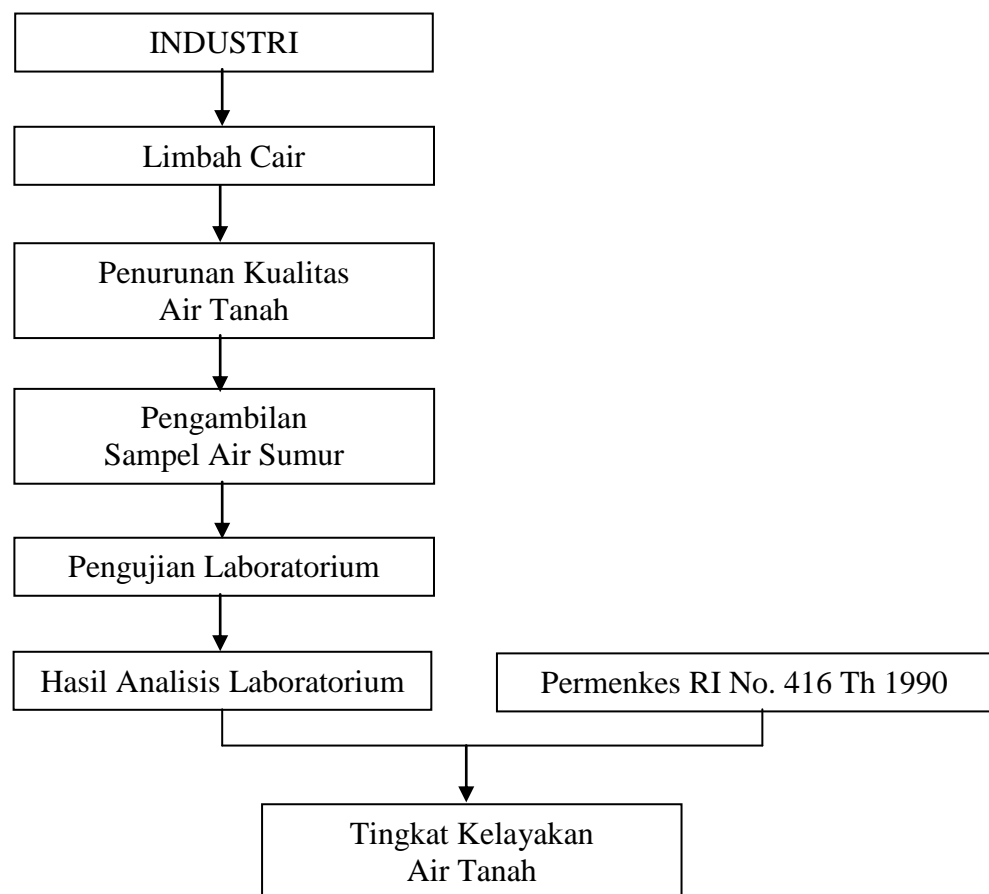 INDUSTRI
Limbah Cair
Penurunan Kualitas
Air Tanah
Pengambilan
Sampel Air Sumur
Pengujian Laboratorium
Hasil Analisis Laboratorium
Permenkes RI No. 416 Th 1990
Tingkat Kelayakan
Air Tanah